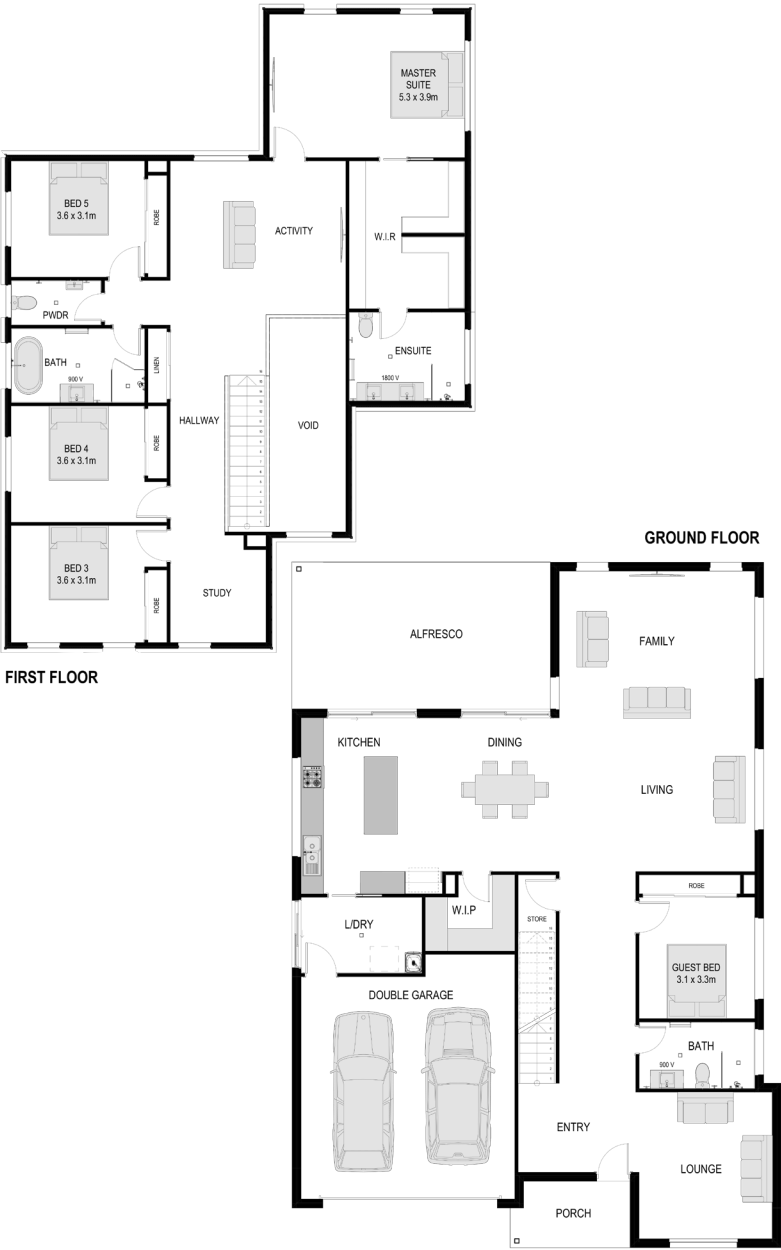 MASTER
SUITE
5.3 x 3.9m
BED 5
3.6 x 3.1m
ROBE
ACTIVITY
W.I.R
PWDR
BATH
900 V
LINEN
ENSUITE
1800 V
HALLWAY
VOID
BED 4
3.6 x 3.1m
ROBE
BED 3
3.6 x 3.1m
ROBE
STUDY
FIRST FLOOR
GROUND FLOOR
ALFRESCO
FAMILY
KITCHEN
DINING
LIVING
ROBE
W.I.P
STORE
L/DRY
GUEST BED
3.1 x 3.3m
DOUBLE GARAGE
BATH
900 V
ENTRY
LOUNGE
PORCH